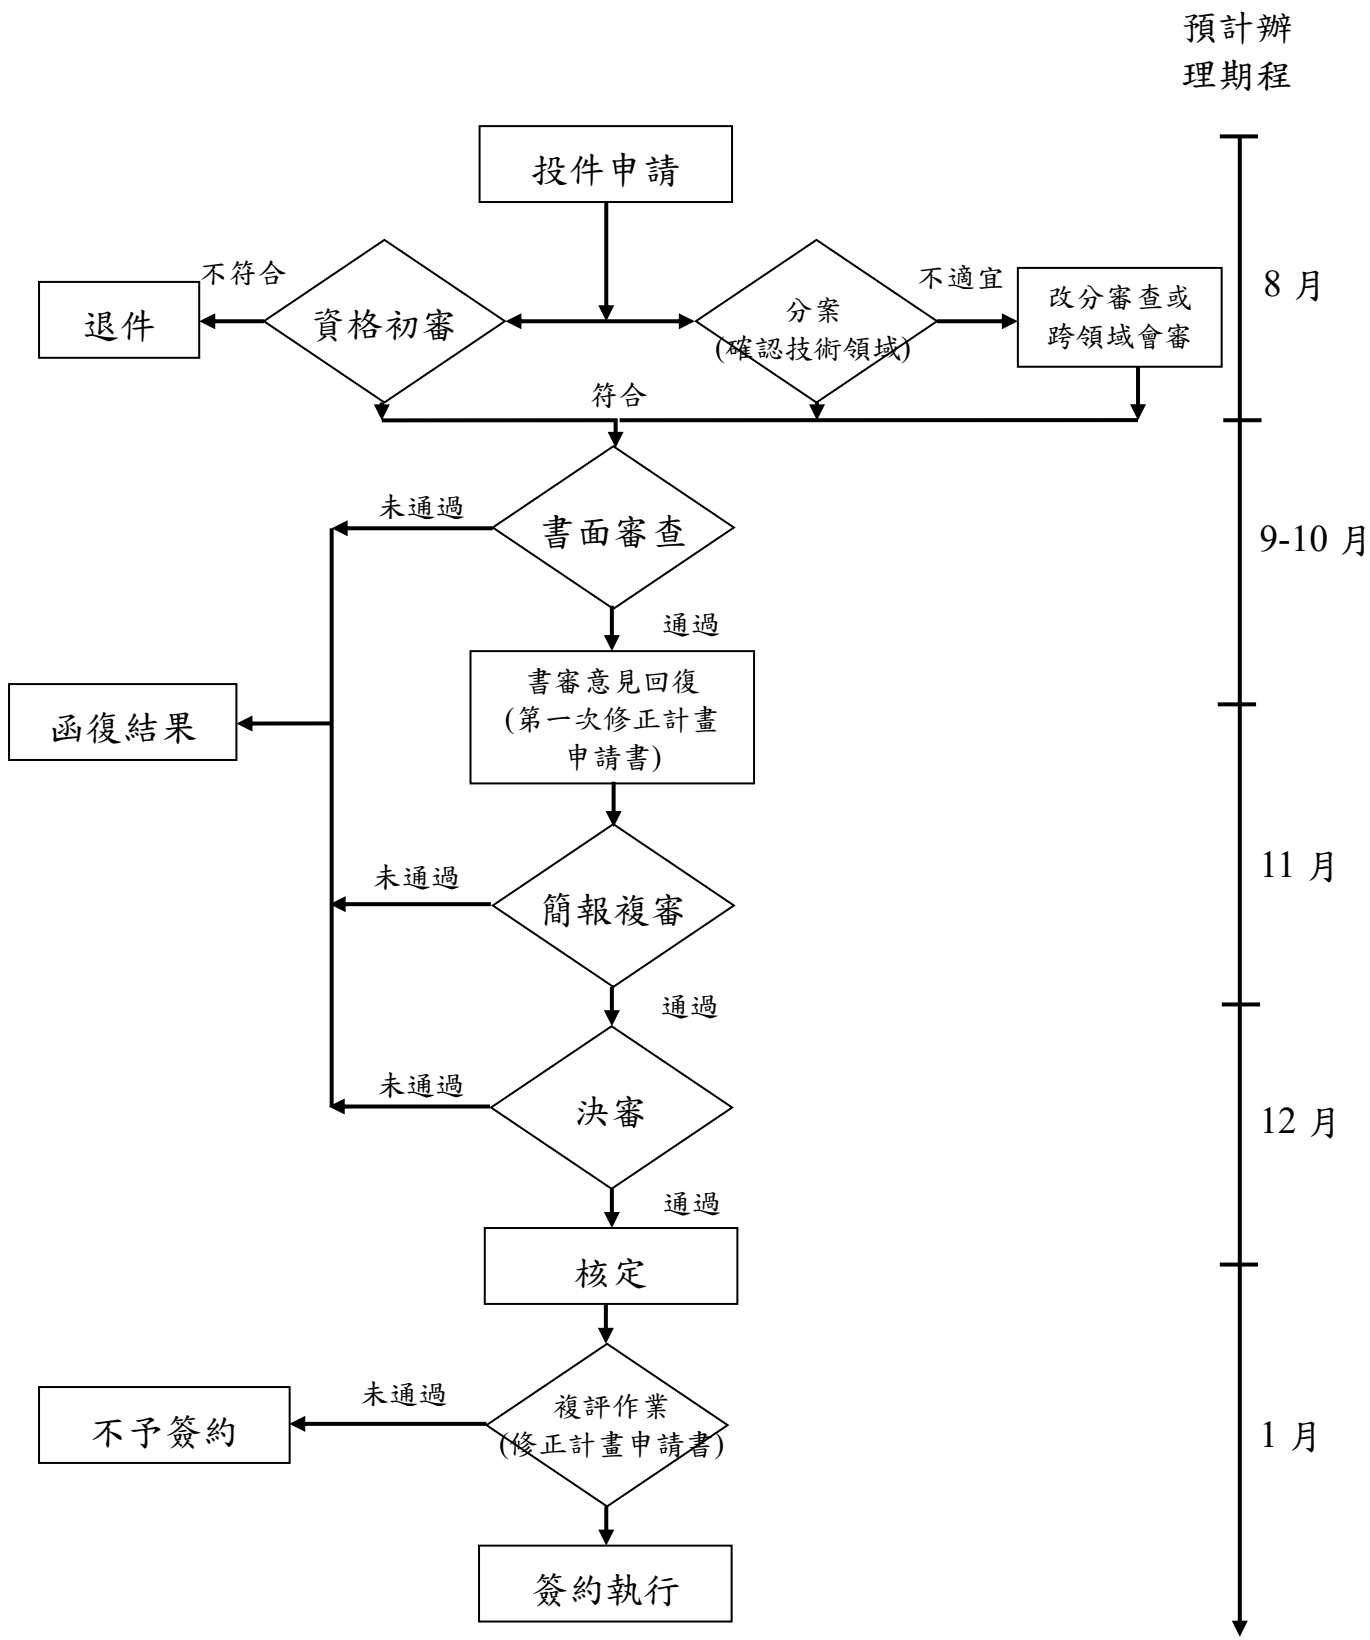 預計辦
理期程
投件申請
不符合
退件
資格初審
分案
(確認技術領域)
不適宜
改分審查或
跨領域會審
8 月
符合
未通過
書面審查
9-10 月
通過
書審意見回復
(第一次修正計畫
申請書)
函復結果
未通過
簡報複審
11 月
通過
未通過
決審
12 月
通過
核定
未通過
不予簽約
複評作業
(修正計畫申請書)
1 月
簽約執行